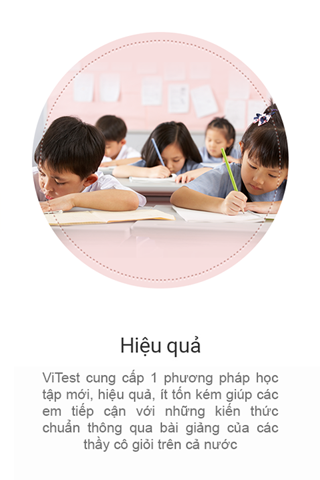 Hiệu quả
ViTest cung cấp 1 phương pháp học
tập mới, hiệu quả, ít tốn kém giúp các
em tiếp cận với những kiến thức
chuẩn thông qua bài giảng của các
thầy cô giỏi trên cả nước